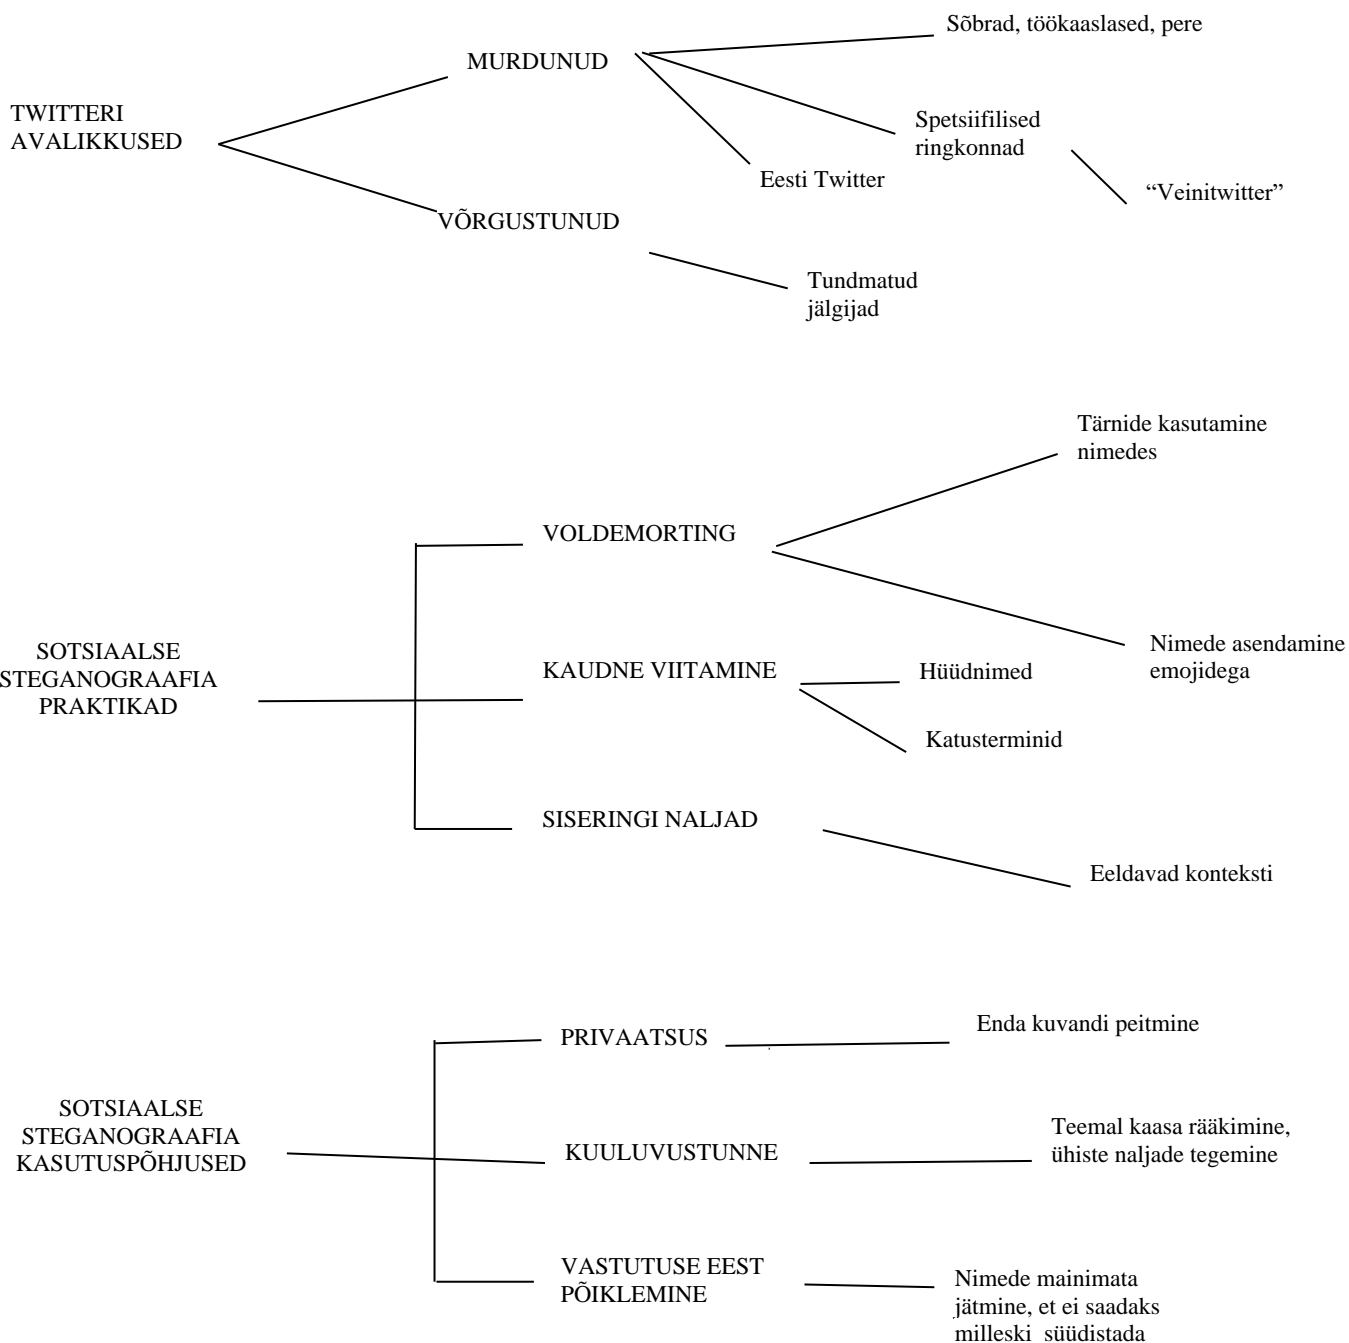 Sõbrad, töökaaslased, pere
MURDUNUD
TWITTERI
AVALIKKUSED
Spetsiifilised
ringkonnad
Eesti Twitter
“Veinitwitter”
VÕRGUSTUNUD
Tundmatud
jälgijad
Tärnide kasutamine
nimedes
VOLDEMORTING
SOTSIAALSE
STEGANOGRAAFIA
PRAKTIKAD
Nimede asendamine
emojidega
KAUDNE VIITAMINE
Hüüdnimed
Katusterminid
SISERINGI NALJAD
Eeldavad konteksti
PRIVAATSUS
Enda kuvandi peitmine
SOTSIAALSE
STEGANOGRAAFIA
KASUTUSPÕHJUSED
KUULUVUSTUNNE
Teemal kaasa rääkimine,
ühiste naljade tegemine
VASTUTUSE EEST
PÕIKLEMINE
Nimede mainimata
jätmine, et ei saadaks
milleski süüdistada